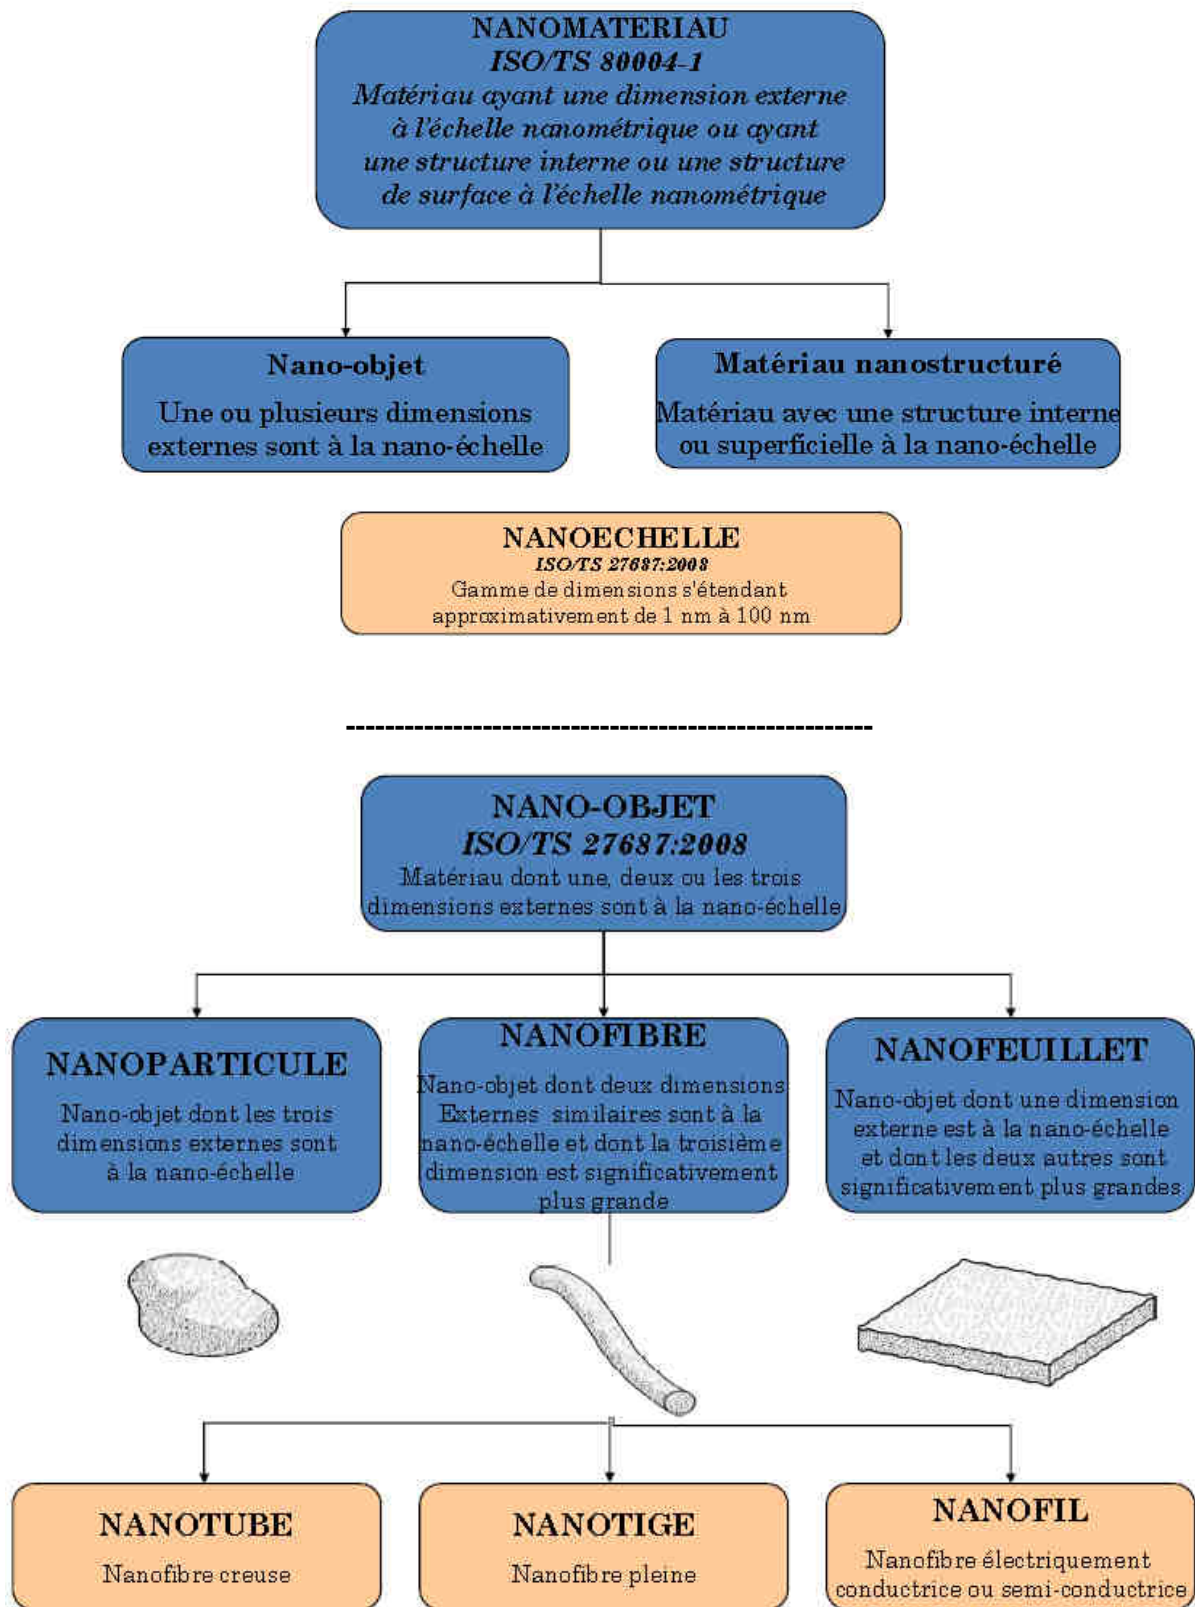 NANOMATERIAU
ISO/TS 80004-1
Matériau ayant une dimension externe
à l'échelle nanométrique ou ayant
une structure interne ou une structure
de surface à l'échelle nanométrique
Nano-objet
Une ou plusieurs dimensions
externes sont à la nano-échelle
Matériau nanostructuré
Matériau avec une structure interne
ou superficielle à la nano-échelle
NANOECHELLE
ISO/TS 27687:2008
Gamme de dimensions s'étendant
approximativement de 1 nm à 100 nm
NANO-OBJET
ISO/TS 27687:2008
Matériau dont une, deux ou les trois
dimensions externes sont à la nano-échelle
NANOPARTICULE
Nano-objet dont les trois
dimensions externes sont
à la nano-échelle
NANOFIBRE
Nano-objet dont deux dimensions
Externes similaires sont à la
nano-échelle et dont la troisième
dimension est significativement
plus grande
NANOFEUILLET
Nano-objet dont une dimension
externe est à la nano-échelle
et dont les deux autres sont
significativement plus grandes
NANOTUBE
Nanofibre creuse
NANOTIGE
Nanofibre pleine
NANOFIL
Nanofibre électriquement
conductrice ou semi-conductrice